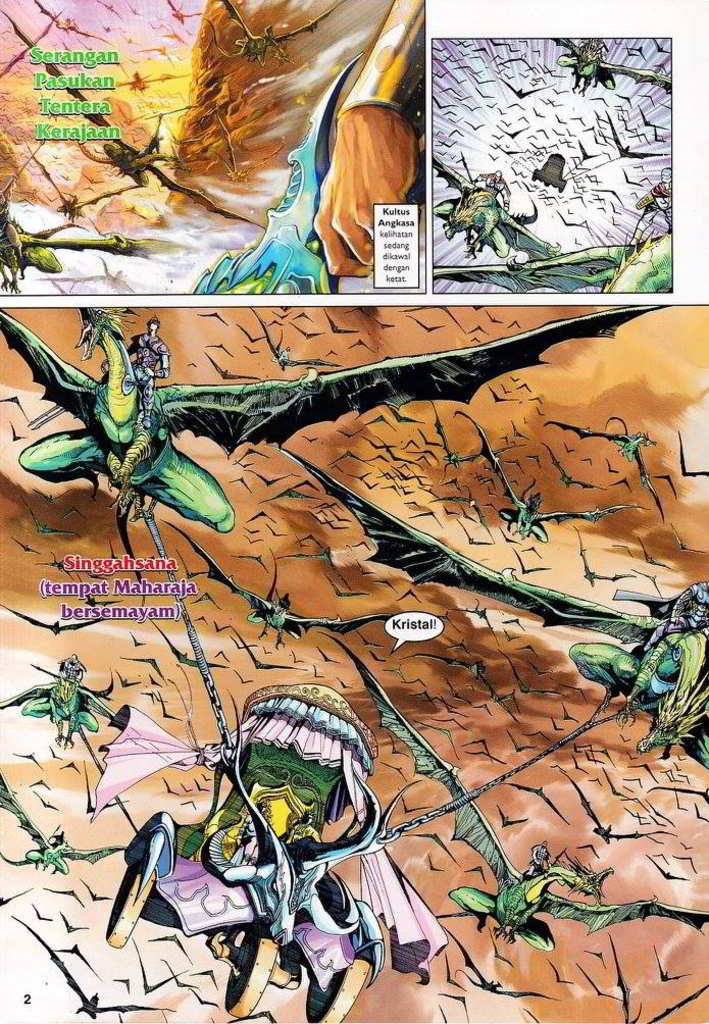 Serangan
Pasukan
Tentera
Kerajaan
Kultus
Angkasa
kelihatan
sedang
dikawal
dengan
ketat.
Singgahsana
(tempat Maharaja
bersemayam)
Kristal!
2